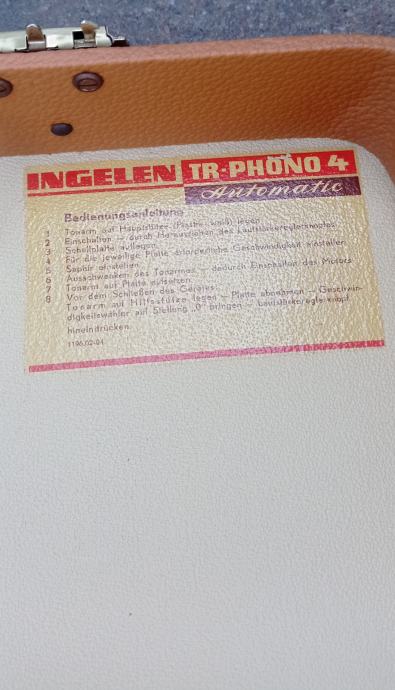 INGELEN TR-PHONO 4
Automatic
Bedienungsanleitung
1 Tonarm auf Hauptstütze (Plastik weiß) legen
2 Einschalten – durch Herausziehen des Lautstärkereglerknopfes
3 Schallplatte auflegen
4 Für die jeweilige Platte erforderliche Geschwindigkeit einstellen
5 Saphir einstellen
6 Ausschwenken des Tonarmes – dadurch Einschalten des Motors
7 Tonarm auf Platte aufsetzen
8 Vor dem Schließen des Gerätes
Tonarm auf Hilfsstütze legen – Platte abnehmen – Geschwin-
digkeitswähler auf Stellung „0" bringen – Lautstärkereglerknopf
hineindrücken.
1196.02-04